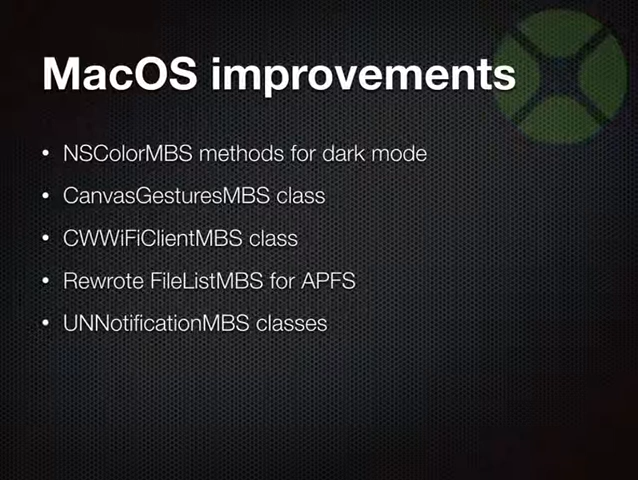 MacOS improvements
• NSColorMBS methods for dark mode
• CanvasGesturesMBS class
• CWWiFiClientMBS class
• Rewrote FileListMBS for APFS
• UNNotificationMBS classes